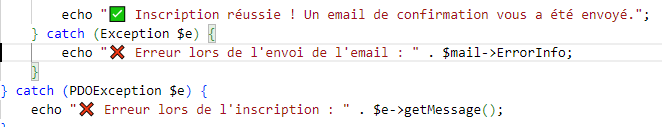 echo "✅ Inscription réussie ! Un email de confirmation vous a été envoyé.";
} catch (Exception $e) {
echo "❌ Erreur lors de l'envoi de l'email : " . $mail->ErrorInfo;
}
} catch (PDOException $e) {
echo "❌ Erreur lors de l'inscription : " . $e->getMessage();
}